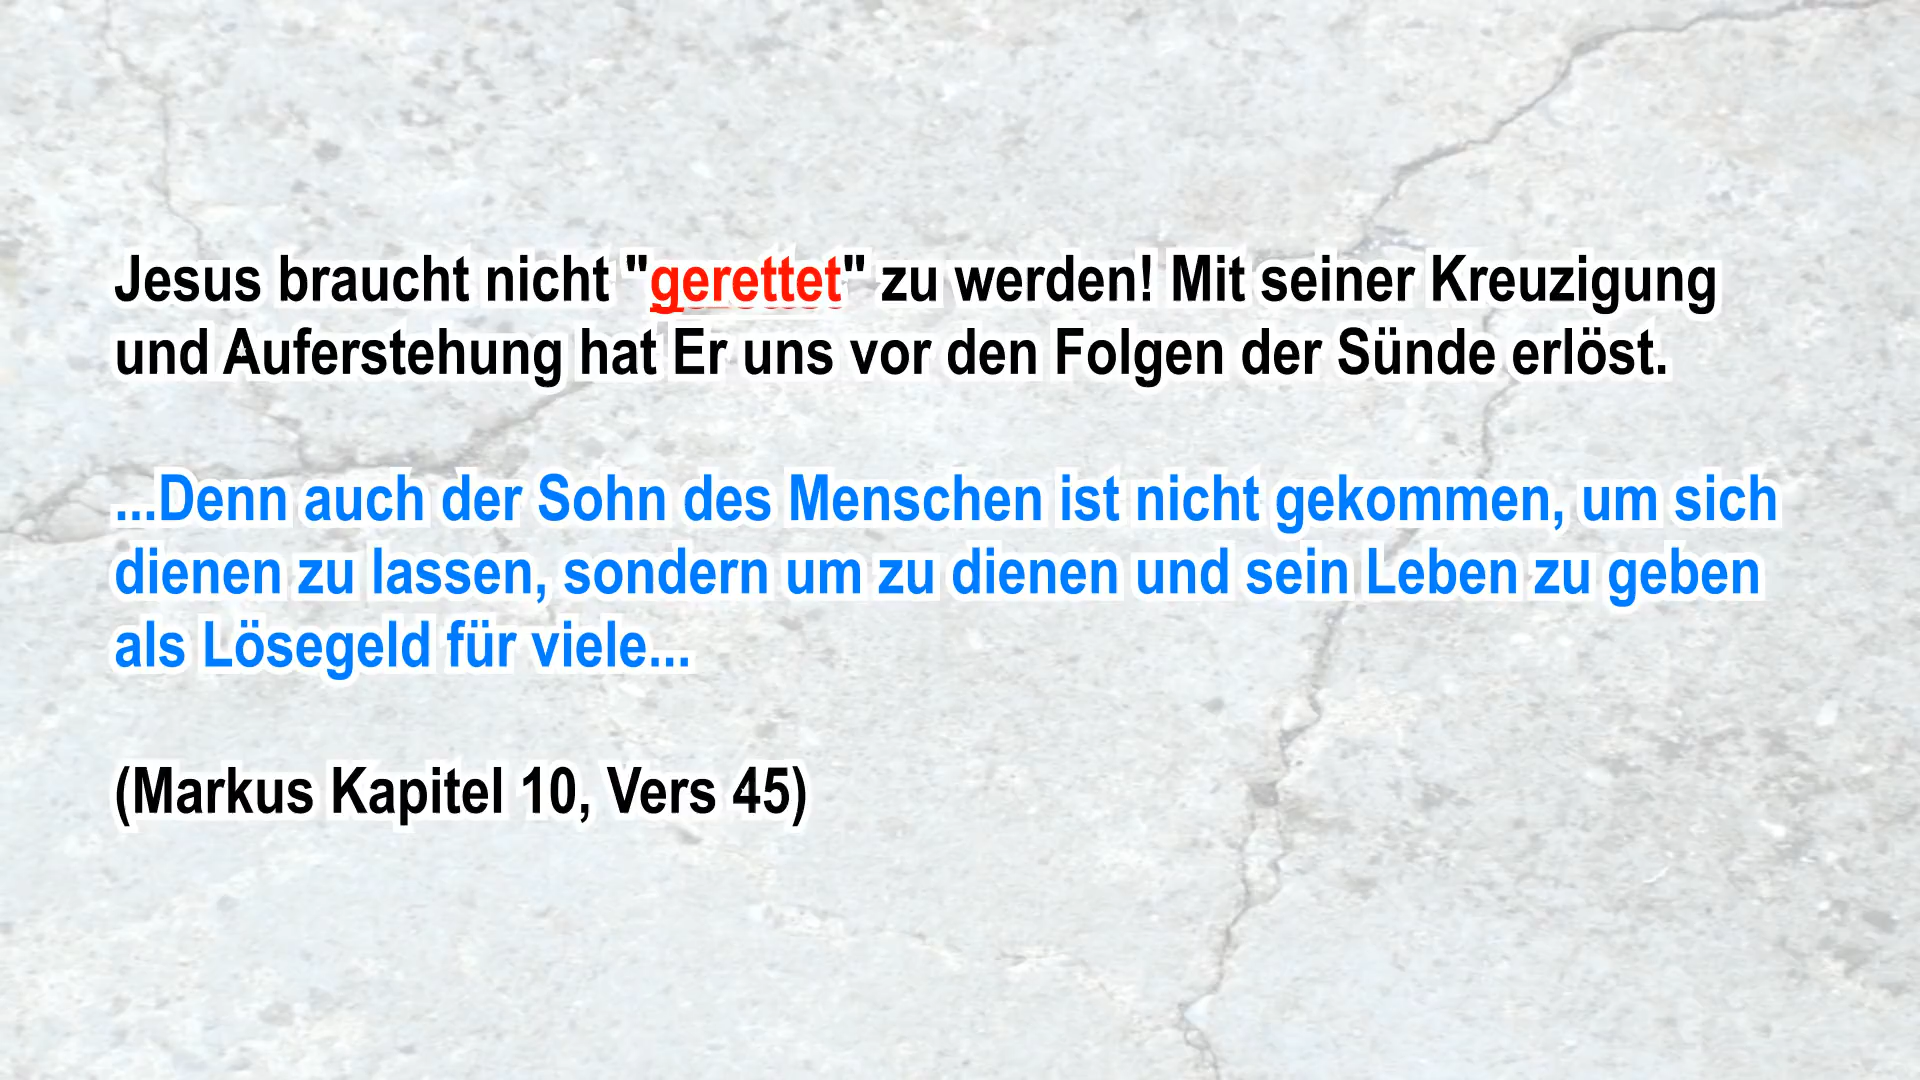 Jesus braucht nicht "gerettet" zu werden! Mit seiner Kreuzigung
und Auferstehung hat Er uns vor den Folgen der Sünde erlöst.
...Denn auch der Sohn des Menschen ist nicht gekommen, um sich
dienen zu lassen, sondern um zu dienen und sein Leben zu geben
als Lösegeld für viele...
(Markus Kapitel 10, Vers 45)